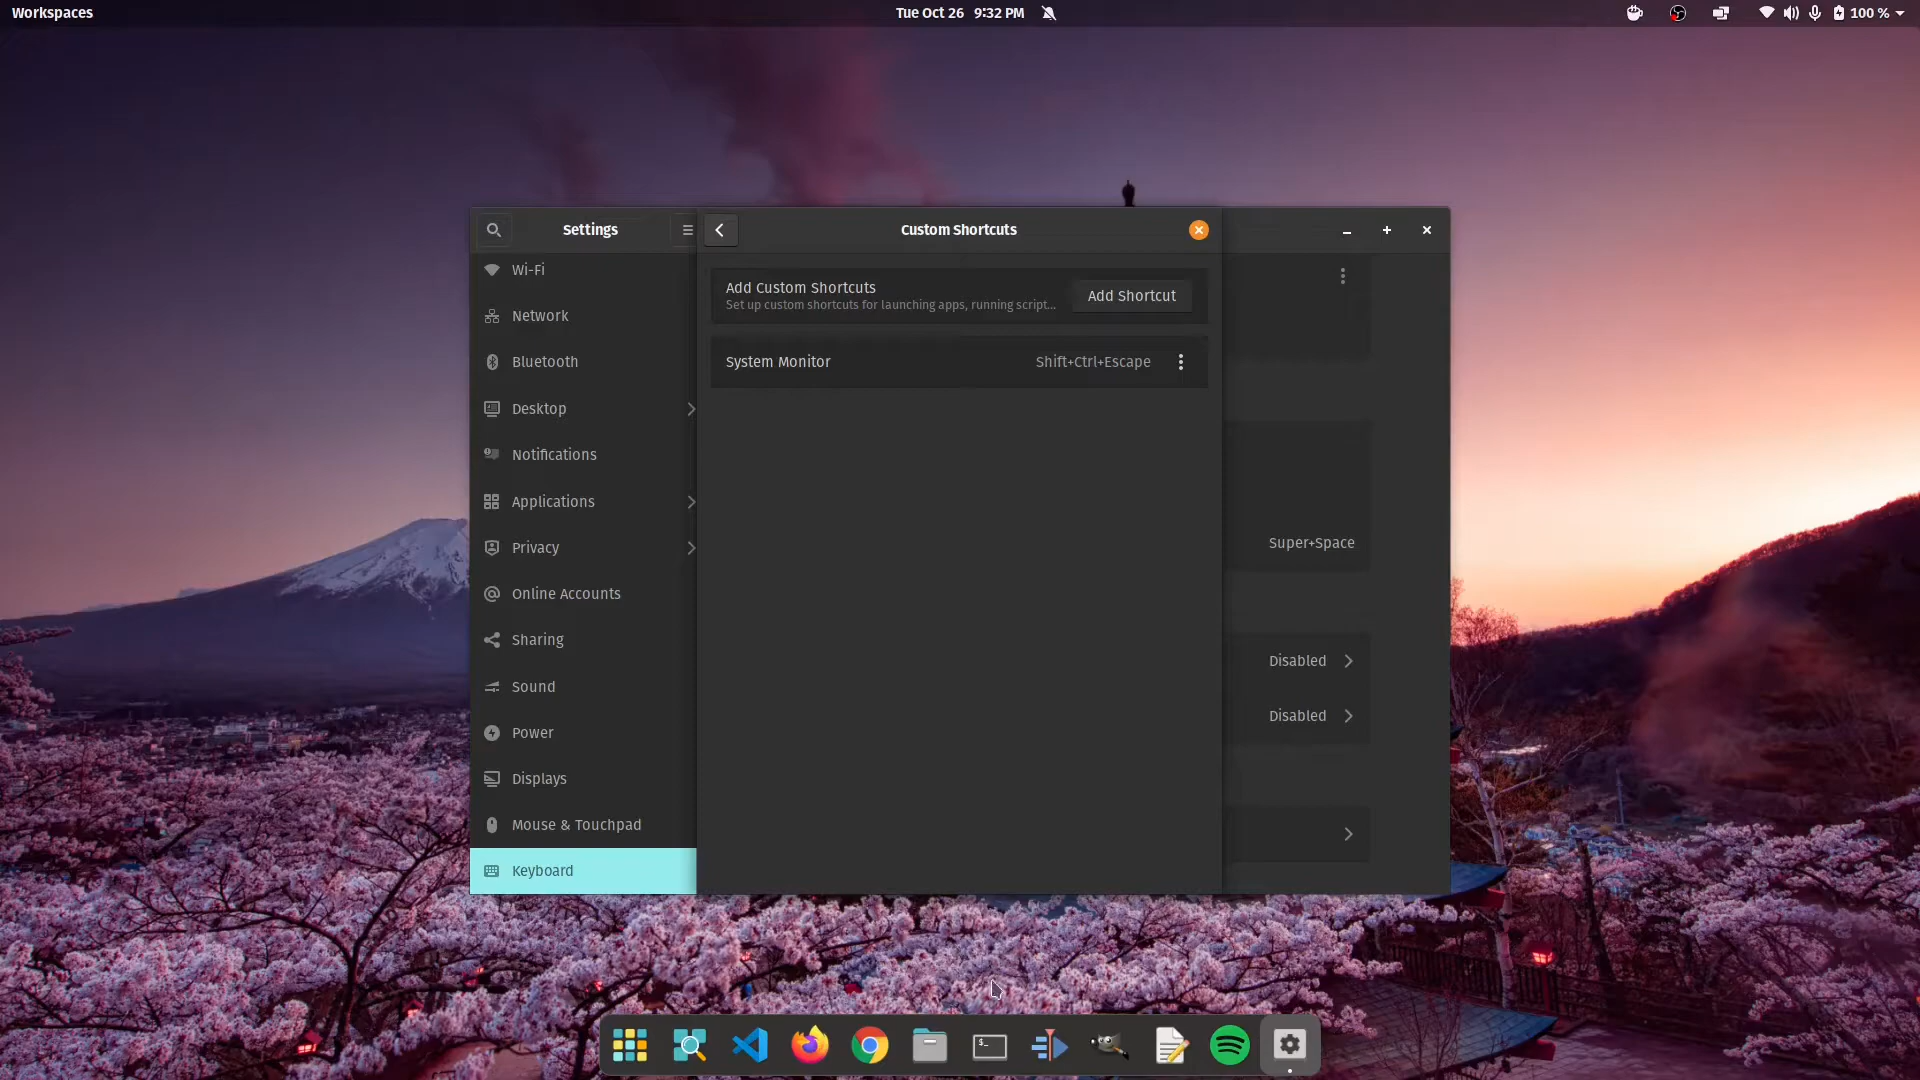 Workspaces
Tue Oct 26 9:32 PM
100 %
Settings
Custom Shortcuts
Wi-Fi
Network
Bluetooth
Desktop
Notifications
Applications
Privacy
Online Accounts
Sharing
Sound
Power
Displays
Mouse & Touchpad
Keyboard
Add Custom Shortcuts
Set up custom shortcuts for launching apps, running script...
Add Shortcut
System Monitor
Shift+Ctrl+Escape
Super+Space
Disabled
Disabled
$_